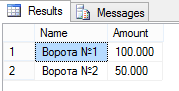 Results Messages
Name Amount
1 Ворота №1 100.000
2 Ворота №2 50.000